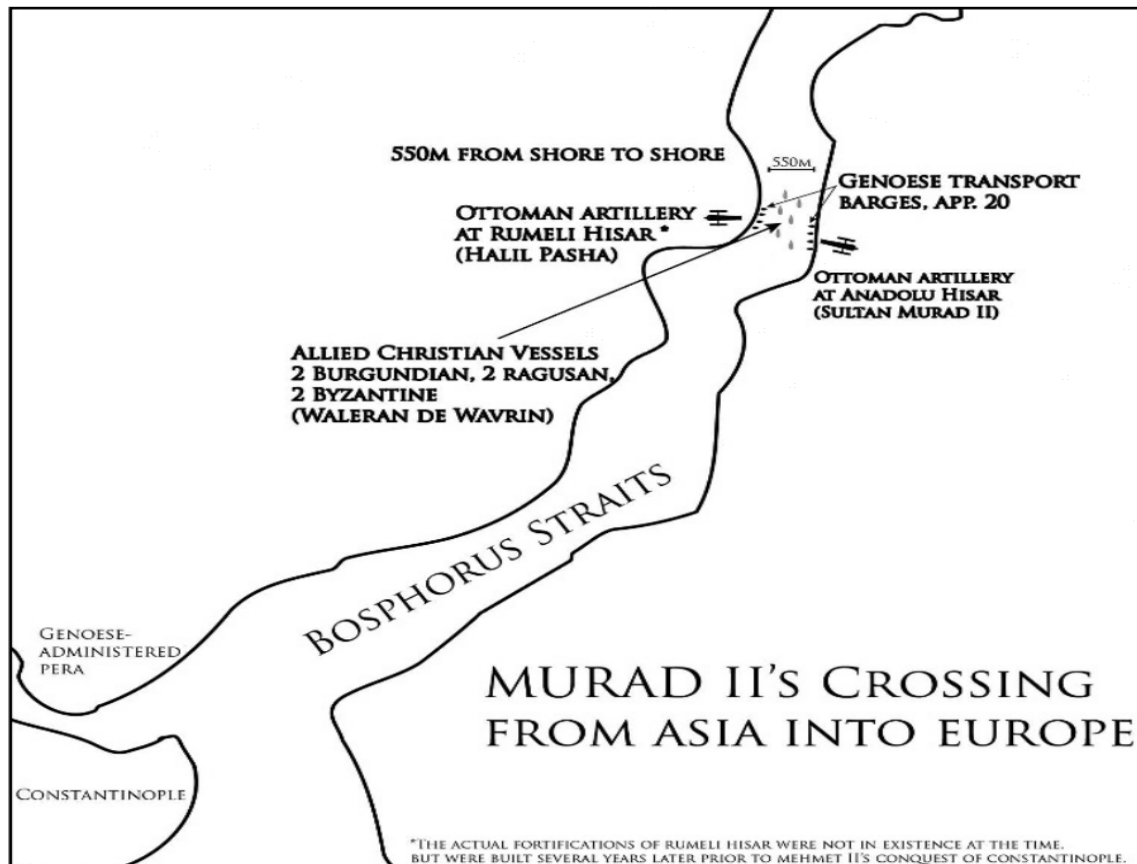 550M FROM SHORE TO SHORE
550M
GENOESE TRANSPORT
BARGES, APP. 20
OTTOMAN ARTILLERY
AT RUMELI HISAR*
(HALIL PASHA)
OTTOMAN ARTILLERY
AT ANADOLU HISAR
(SULTAN MURAD II)
ALLIED CHRISTIAN VESSELS
2 BURGUNDIAN, 2 RAGUSAN,
2 BYZANTINE
(WALERAN DE WAVRIN)
BOSPHORUS STRAITS
GENOESE-
ADMINISTERED
PERA
MURAD II's CROSSING
FROM ASIA INTO EUROPE
CONSTANTINOPLE
*THE ACTUAL FORTIFICATIONS OF RUMELI HISAR WERE NOT IN EXISTENCE AT THE TIME.
BUT WERE BUILT SEVERAL YEARS LATER PRIOR TO MEHMET II'S CONQUEST OF CONSTANTINOPLE.